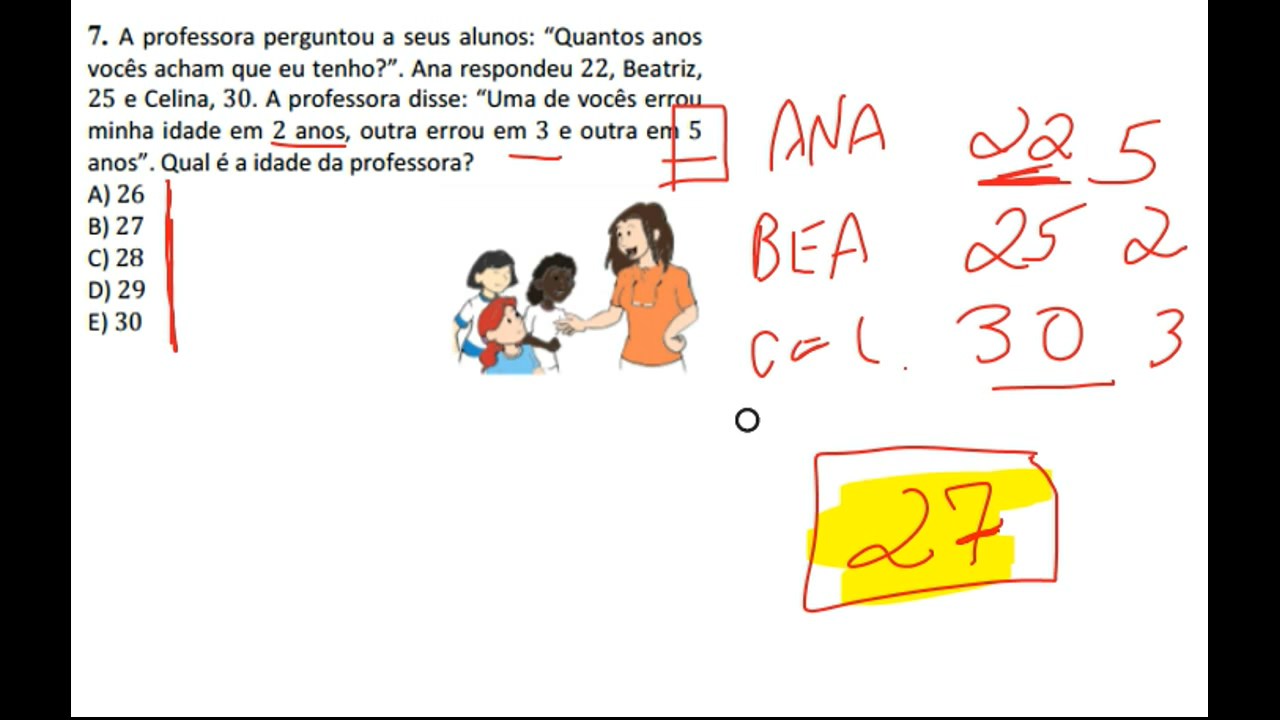 7. A professora perguntou a seus alunos: “Quantos anos
vocês acham que eu tenho?”. Ana respondeu 22, Beatriz,
25 e Celina, 30. A professora disse: “Uma de vocês errou
minha idade em 2 anos, outra errou em 3 e outra em 5
anos”. Qual é a idade da professora?
A) 26
B) 27
C) 28
D) 29
E) 30
ANA 22 5
BEA 25 2
CEL. 30 3
27